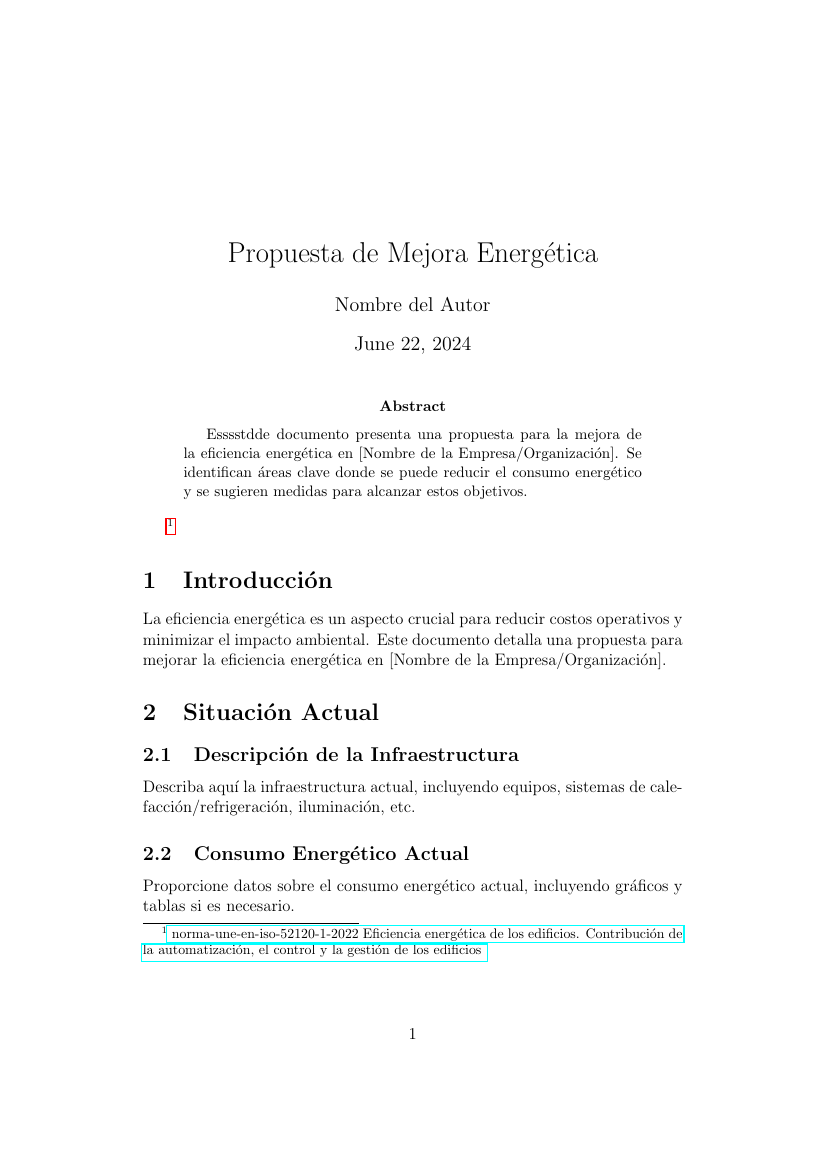 Propuesta de Mejora Energética
Nombre del Autor
June 22, 2024
Abstract
Esssstdde documento presenta una propuesta para la mejora de
la eficiencia energética en [Nombre de la Empresa/Organización]. Se
identifican áreas clave donde se puede reducir el consumo energético
y se sugieren medidas para alcanzar estos objetivos.
1
1 Introducción
La eficiencia energética es un aspecto crucial para reducir costos operativos y
minimizar el impacto ambiental. Este documento detalla una propuesta para
mejorar la eficiencia energética en [Nombre de la Empresa/Organización].
2 Situación Actual
2.1 Descripción de la Infraestructura
Describa aquí la infraestructura actual, incluyendo equipos, sistemas de cale-
facción/refrigeración, iluminación, etc.
2.2 Consumo Energético Actual
Proporcione datos sobre el consumo energético actual, incluyendo gráficos y
tablas si es necesario.
1 norma-une-en-iso-52120-1-2022 Eficiencia energética de los edificios. Contribución de
la automatización, el control y la gestión de los edificios
1